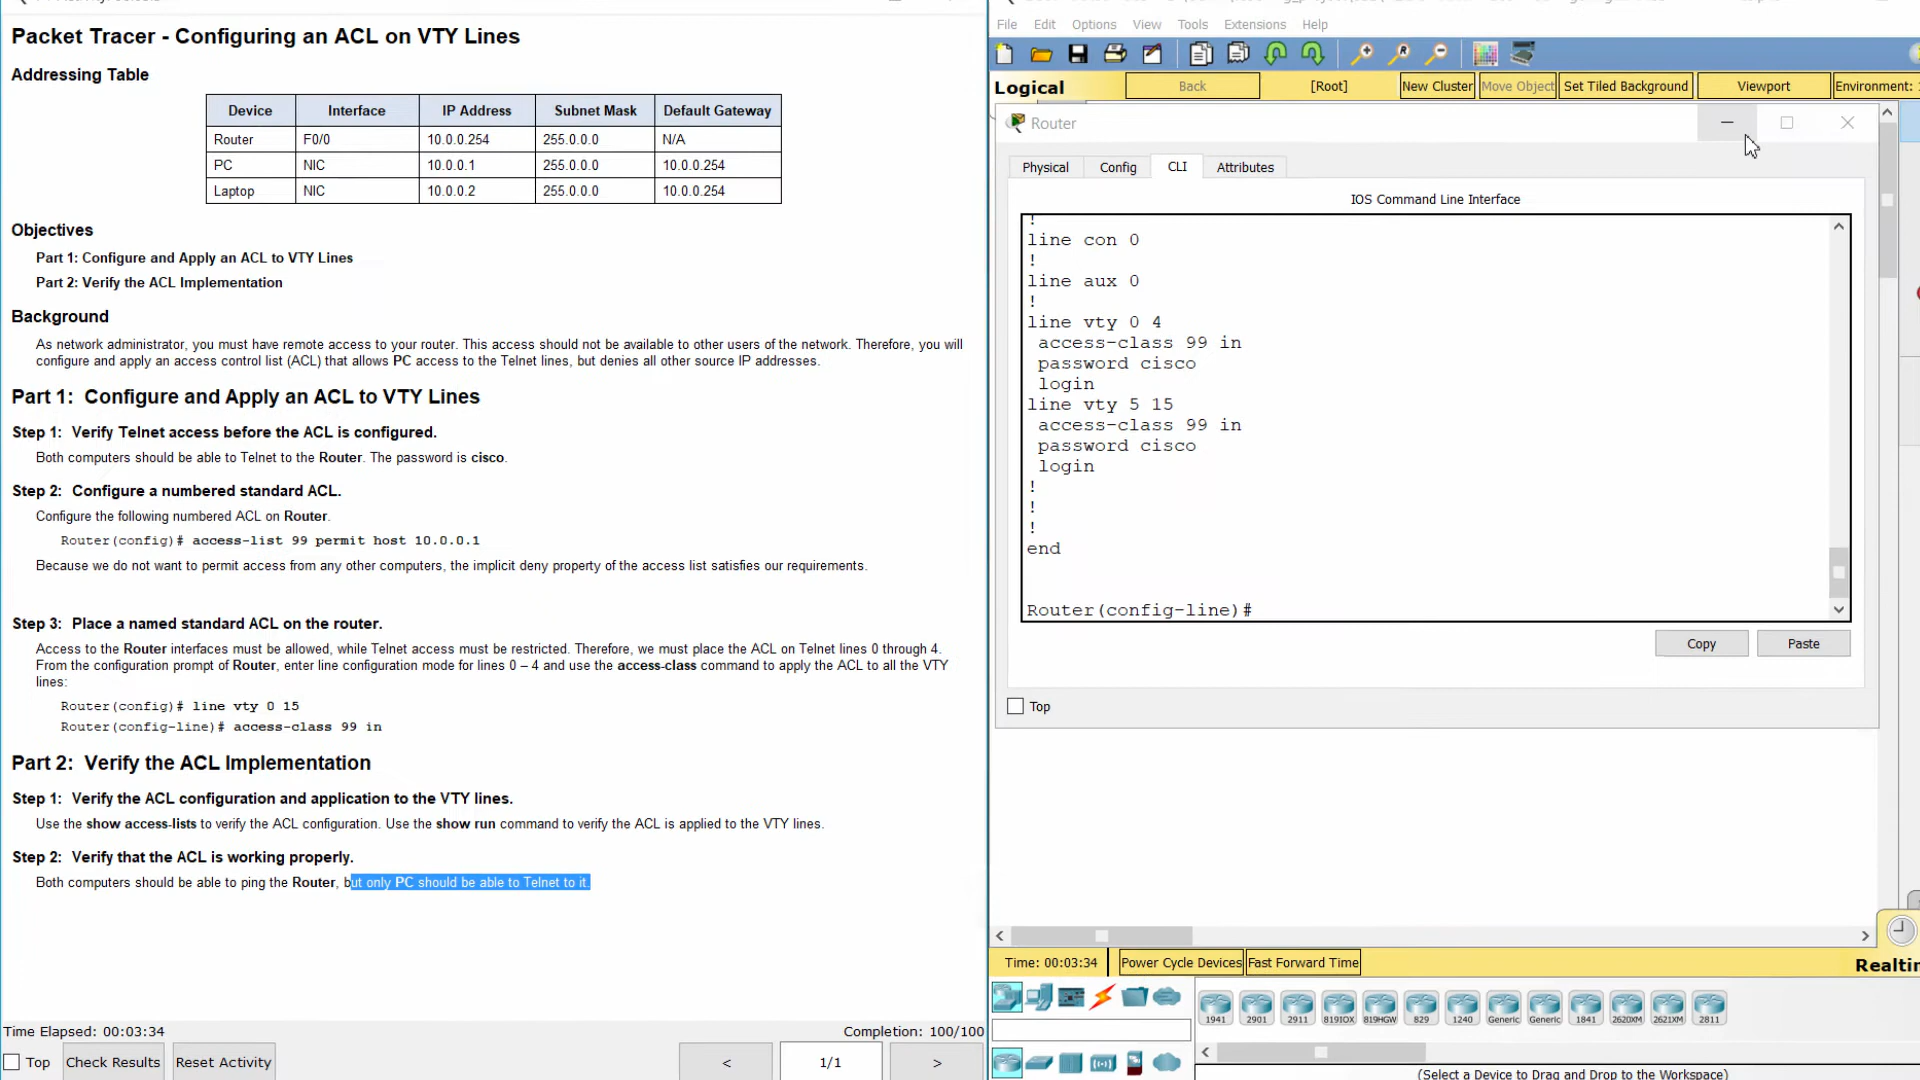 Packet Tracer - Configuring an ACL on VTY Lines
Addressing Table
Device Interface IP Address Subnet Mask Default Gateway
Router F0/0 10.0.0.254 255.0.0.0 N/A
PC NIC 10.0.0.1 255.0.0.0 10.0.0.254
Laptop NIC 10.0.0.2 255.0.0.0 10.0.0.254
Objectives
Part 1: Configure and Apply an ACL to VTY Lines
Part 2: Verify the ACL Implementation
Background
As network administrator, you must have remote access to your router. This access should not be available to other users of the network. Therefore, you will
configure and apply an access control list (ACL) that allows PC access to the Telnet lines, but denies all other source IP addresses.
Part 1: Configure and Apply an ACL to VTY Lines
Step 1: Verify Telnet access before the ACL is configured.
Both computers should be able to Telnet to the Router. The password is cisco.
Step 2: Configure a numbered standard ACL.
Configure the following numbered ACL on Router.
Router(config)# access-list 99 permit host 10.0.0.1
Because we do not want to permit access from any other computers, the implicit deny property of the access list satisfies our requirements.
Step 3: Place a named standard ACL on the router.
Access to the Router interfaces must be allowed, while Telnet access must be restricted. Therefore, we must place the ACL on Telnet lines 0 through 4.
From the configuration prompt of Router, enter line configuration mode for lines 0 – 4 and use the access-class command to apply the ACL to all the VTY
lines:
Router(config)# line vty 0 15
Router(config-line)# access-class 99 in
Part 2: Verify the ACL Implementation
Step 1: Verify the ACL configuration and application to the VTY lines.
Use the show access-lists to verify the ACL configuration. Use the show run command to verify the ACL is applied to the VTY lines.
Step 2: Verify that the ACL is working properly.
Both computers should be able to ping the Router, but only PC should be able to Telnet to it.
Time Elapsed: 00:03:34 Completion: 100/100
Top Check Results Reset Activity < 1/1 >
File Edit Options View Tools Extensions Help
Logical Back [Root] New Cluster Move Object Set Tiled Background Viewport Environment:
Router
Physical Config CLI Attributes
IOS Command Line Interface
!
line con 0
!
line aux 0
!
line vty 0 4
access-class 99 in
password cisco
login
line vty 5 15
access-class 99 in
password cisco
login
!
!
!
end
Router(config-line)#
Copy Paste
Top
Time: 00:03:34 Power Cycle Devices Fast Forward Time
Realtin
1941 2901 2911 819IOX 819HGW 829 1240 Generic Generic 1841 2620XM 2621XM 2811
(Select a Device to Drag and Drop to the Workspace)